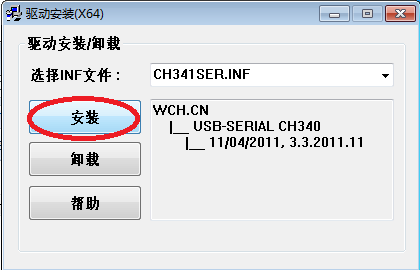 驱动安装(X64)
驱动安装/卸载
选择INF文件： CH341SER.INF
安装
WCH.CN
|__ USB-SERIAL CH340
|__ 11/04/2011, 3.3.2011.11
卸载
帮助